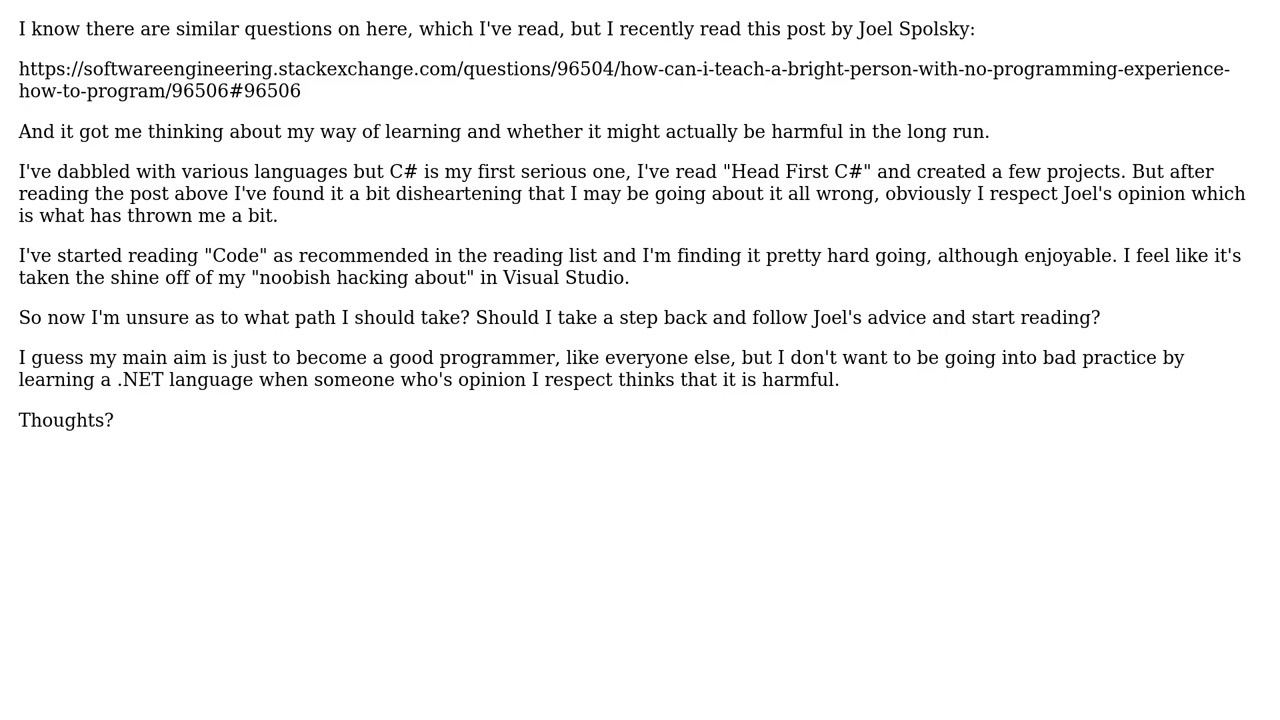 I know there are similar questions on here, which I've read, but I recently read this post by Joel Spolsky:
https://softwareengineering.stackexchange.com/questions/96504/how-can-i-teach-a-bright-person-with-no-programming-experience-
how-to-program/96506#96506
And it got me thinking about my way of learning and whether it might actually be harmful in the long run.
I've dabbled with various languages but C# is my first serious one, I've read "Head First C#" and created a few projects. But after
reading the post above I've found it a bit disheartening that I may be going about it all wrong, obviously I respect Joel's opinion which
is what has thrown me a bit.
I've started reading "Code" as recommended in the reading list and I'm finding it pretty hard going, although enjoyable. I feel like it's
taken the shine off of my "noobish hacking about" in Visual Studio.
So now I'm unsure as to what path I should take? Should I take a step back and follow Joel's advice and start reading?
I guess my main aim is just to become a good programmer, like everyone else, but I don't want to be going into bad practice by
learning a .NET language when someone who's opinion I respect thinks that it is harmful.
Thoughts?